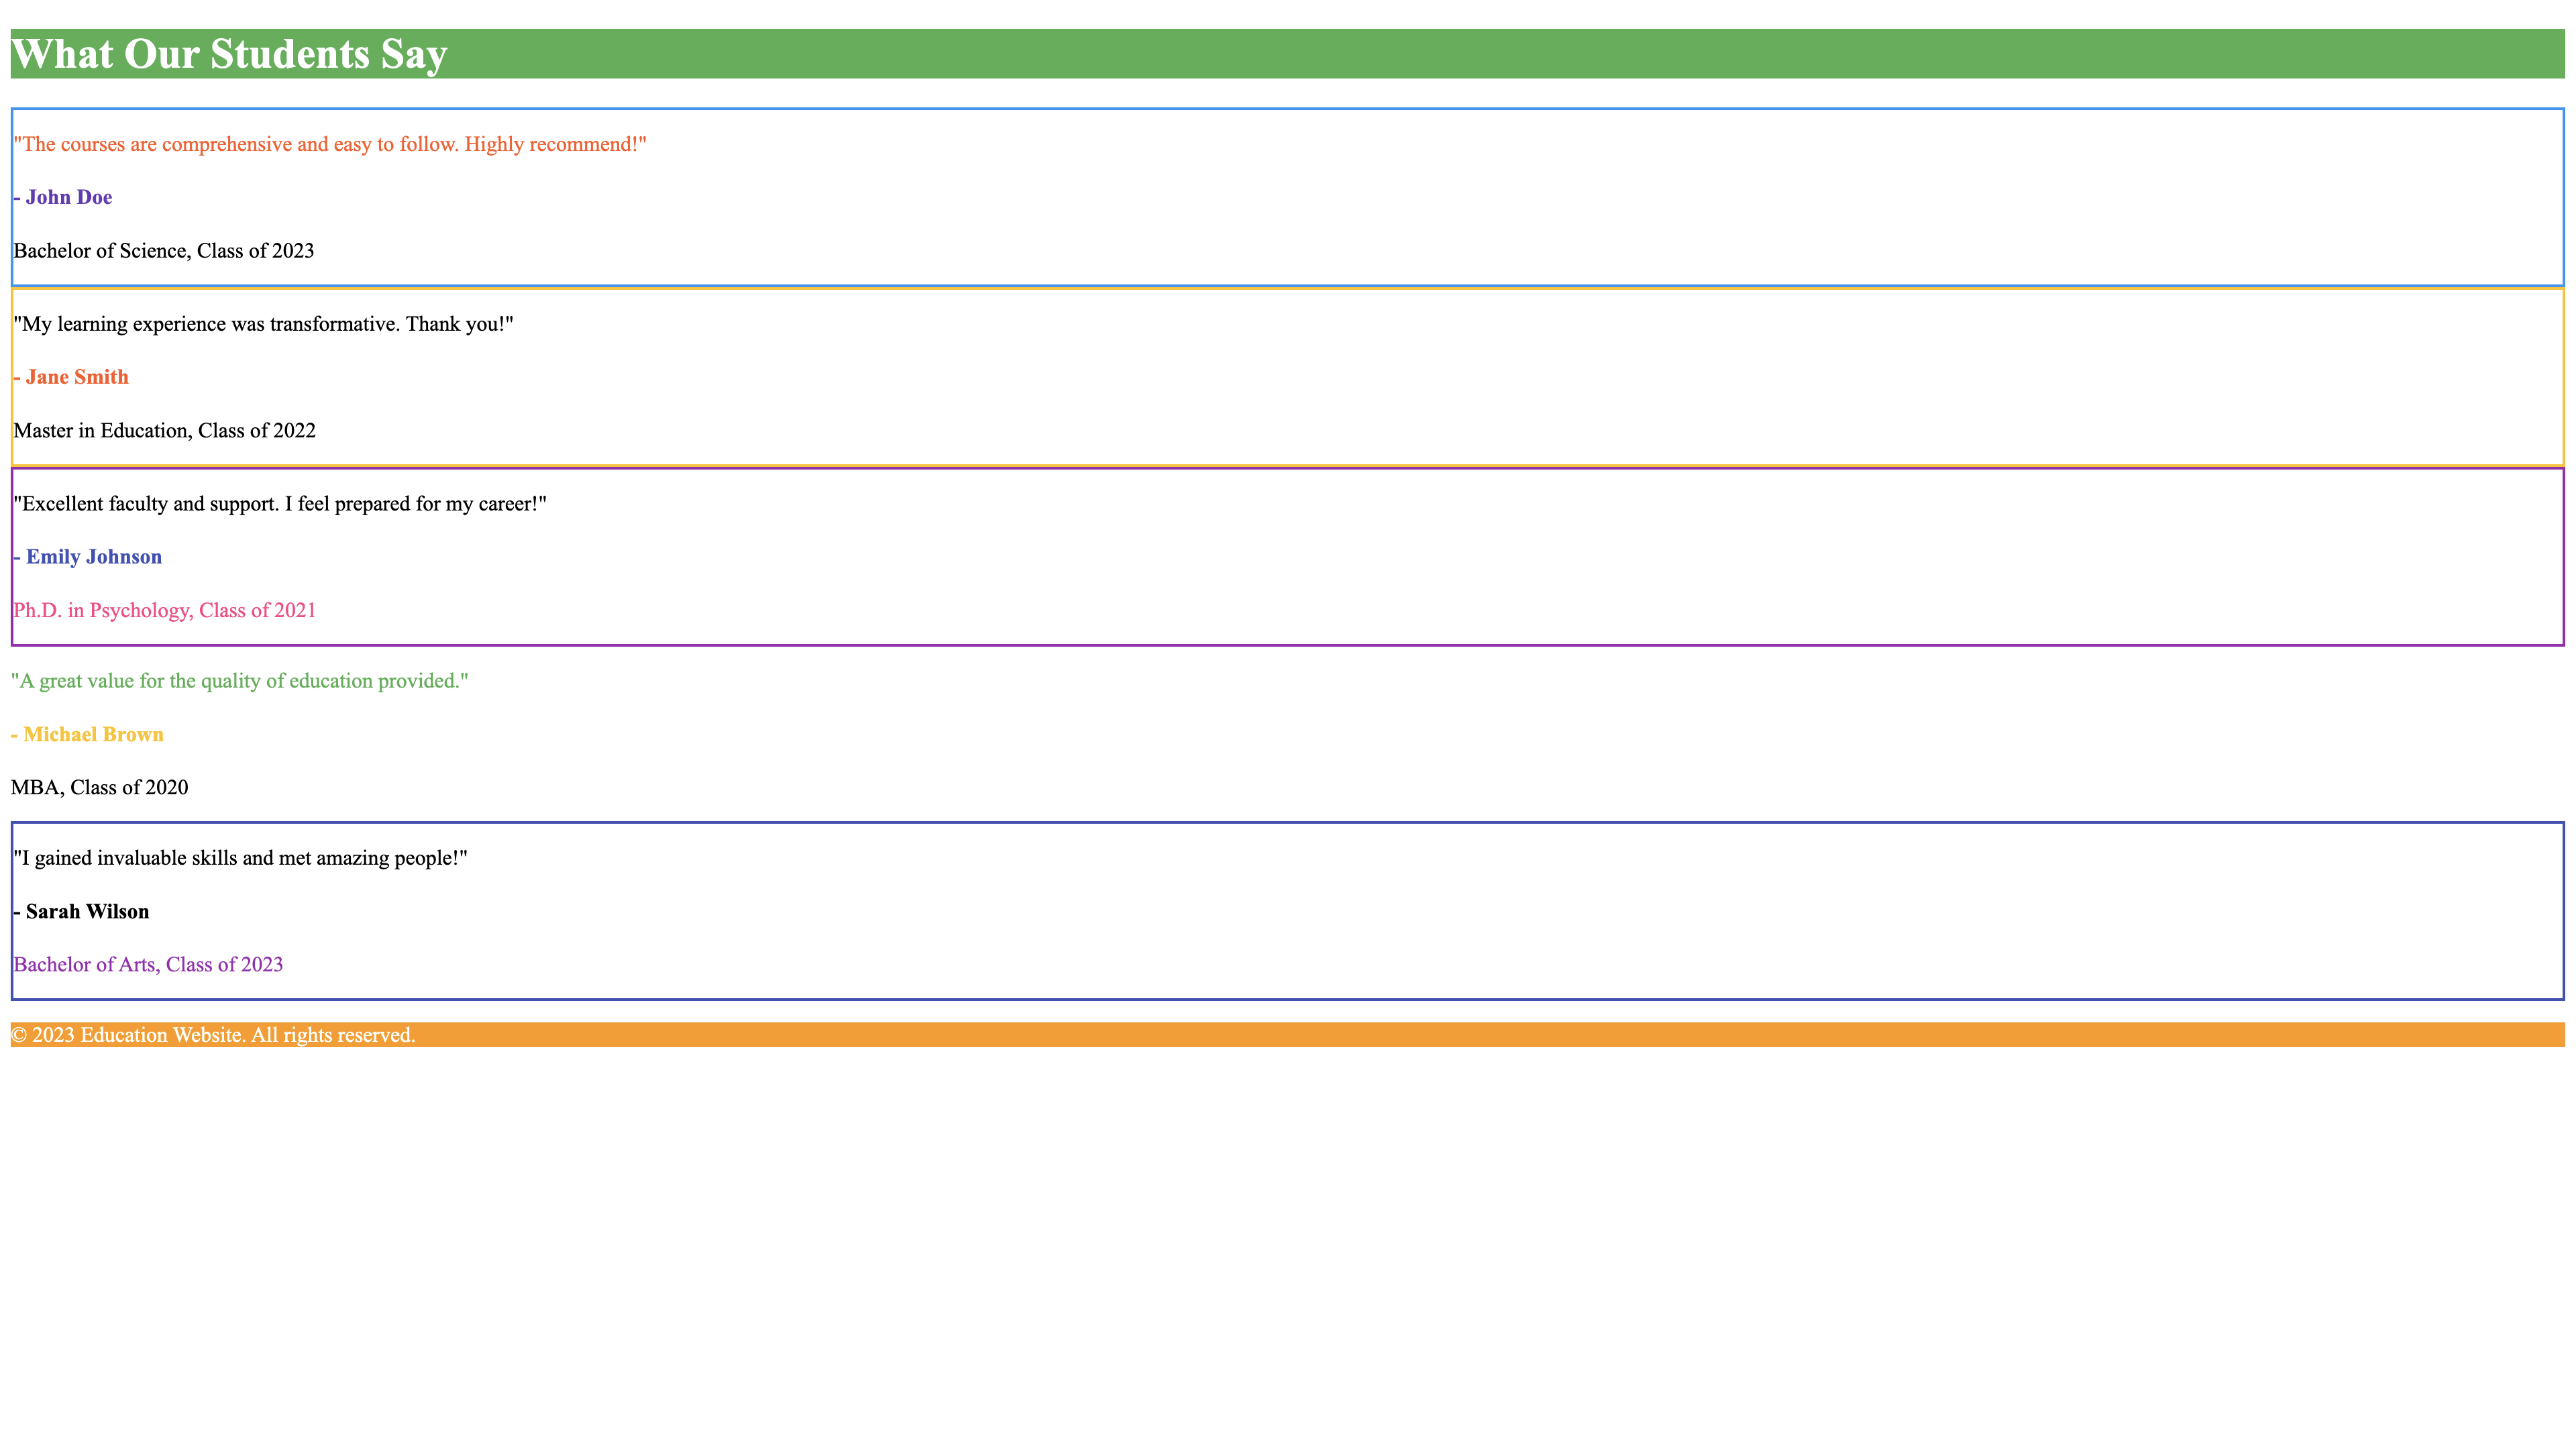 What Our Students Say
"The courses are comprehensive and easy to follow. Highly recommend!"
- John Doe
Bachelor of Science, Class of 2023
"My learning experience was transformative. Thank you!"
- Jane Smith
Master in Education, Class of 2022
"Excellent faculty and support. I feel prepared for my career!"
- Emily Johnson
Ph.D. in Psychology, Class of 2021
"A great value for the quality of education provided."
- Michael Brown
MBA, Class of 2020
"I gained invaluable skills and met amazing people!"
- Sarah Wilson
Bachelor of Arts, Class of 2023
© 2023 Education Website. All rights reserved.